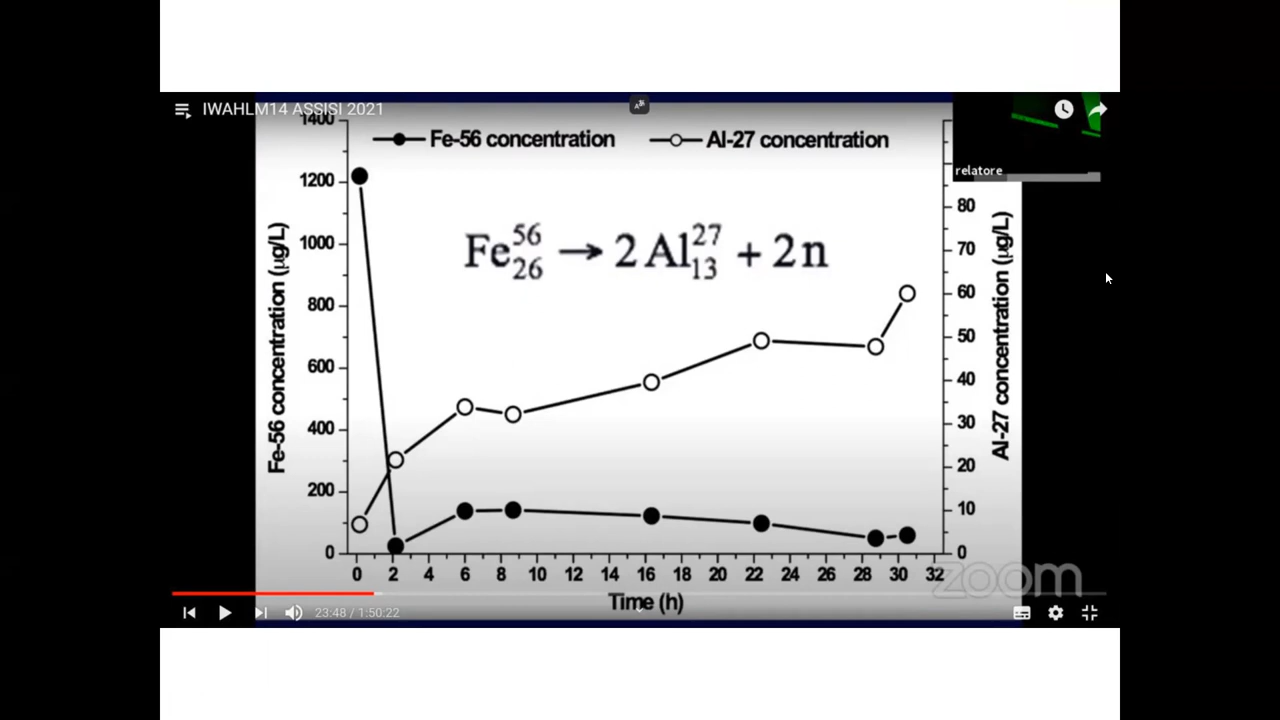 IWAHLM14 ASSISI 2021
relatore
Fe-56 concentration
Al-27 concentration
Fe₂₆⁵⁶ → 2 Al₁₃²⁷ + 2n
Fe-56 concentration (µg/L)
1400
1200
1000
800
600
400
200
0
Al-27 concentration (µg/L)
80
70
60
50
40
30
20
10
0
0 2 4 6 8 10 12 14 16 18 20 22 24 26 28 30 32
Time (h)
zoom
23:48 / 1:50:22